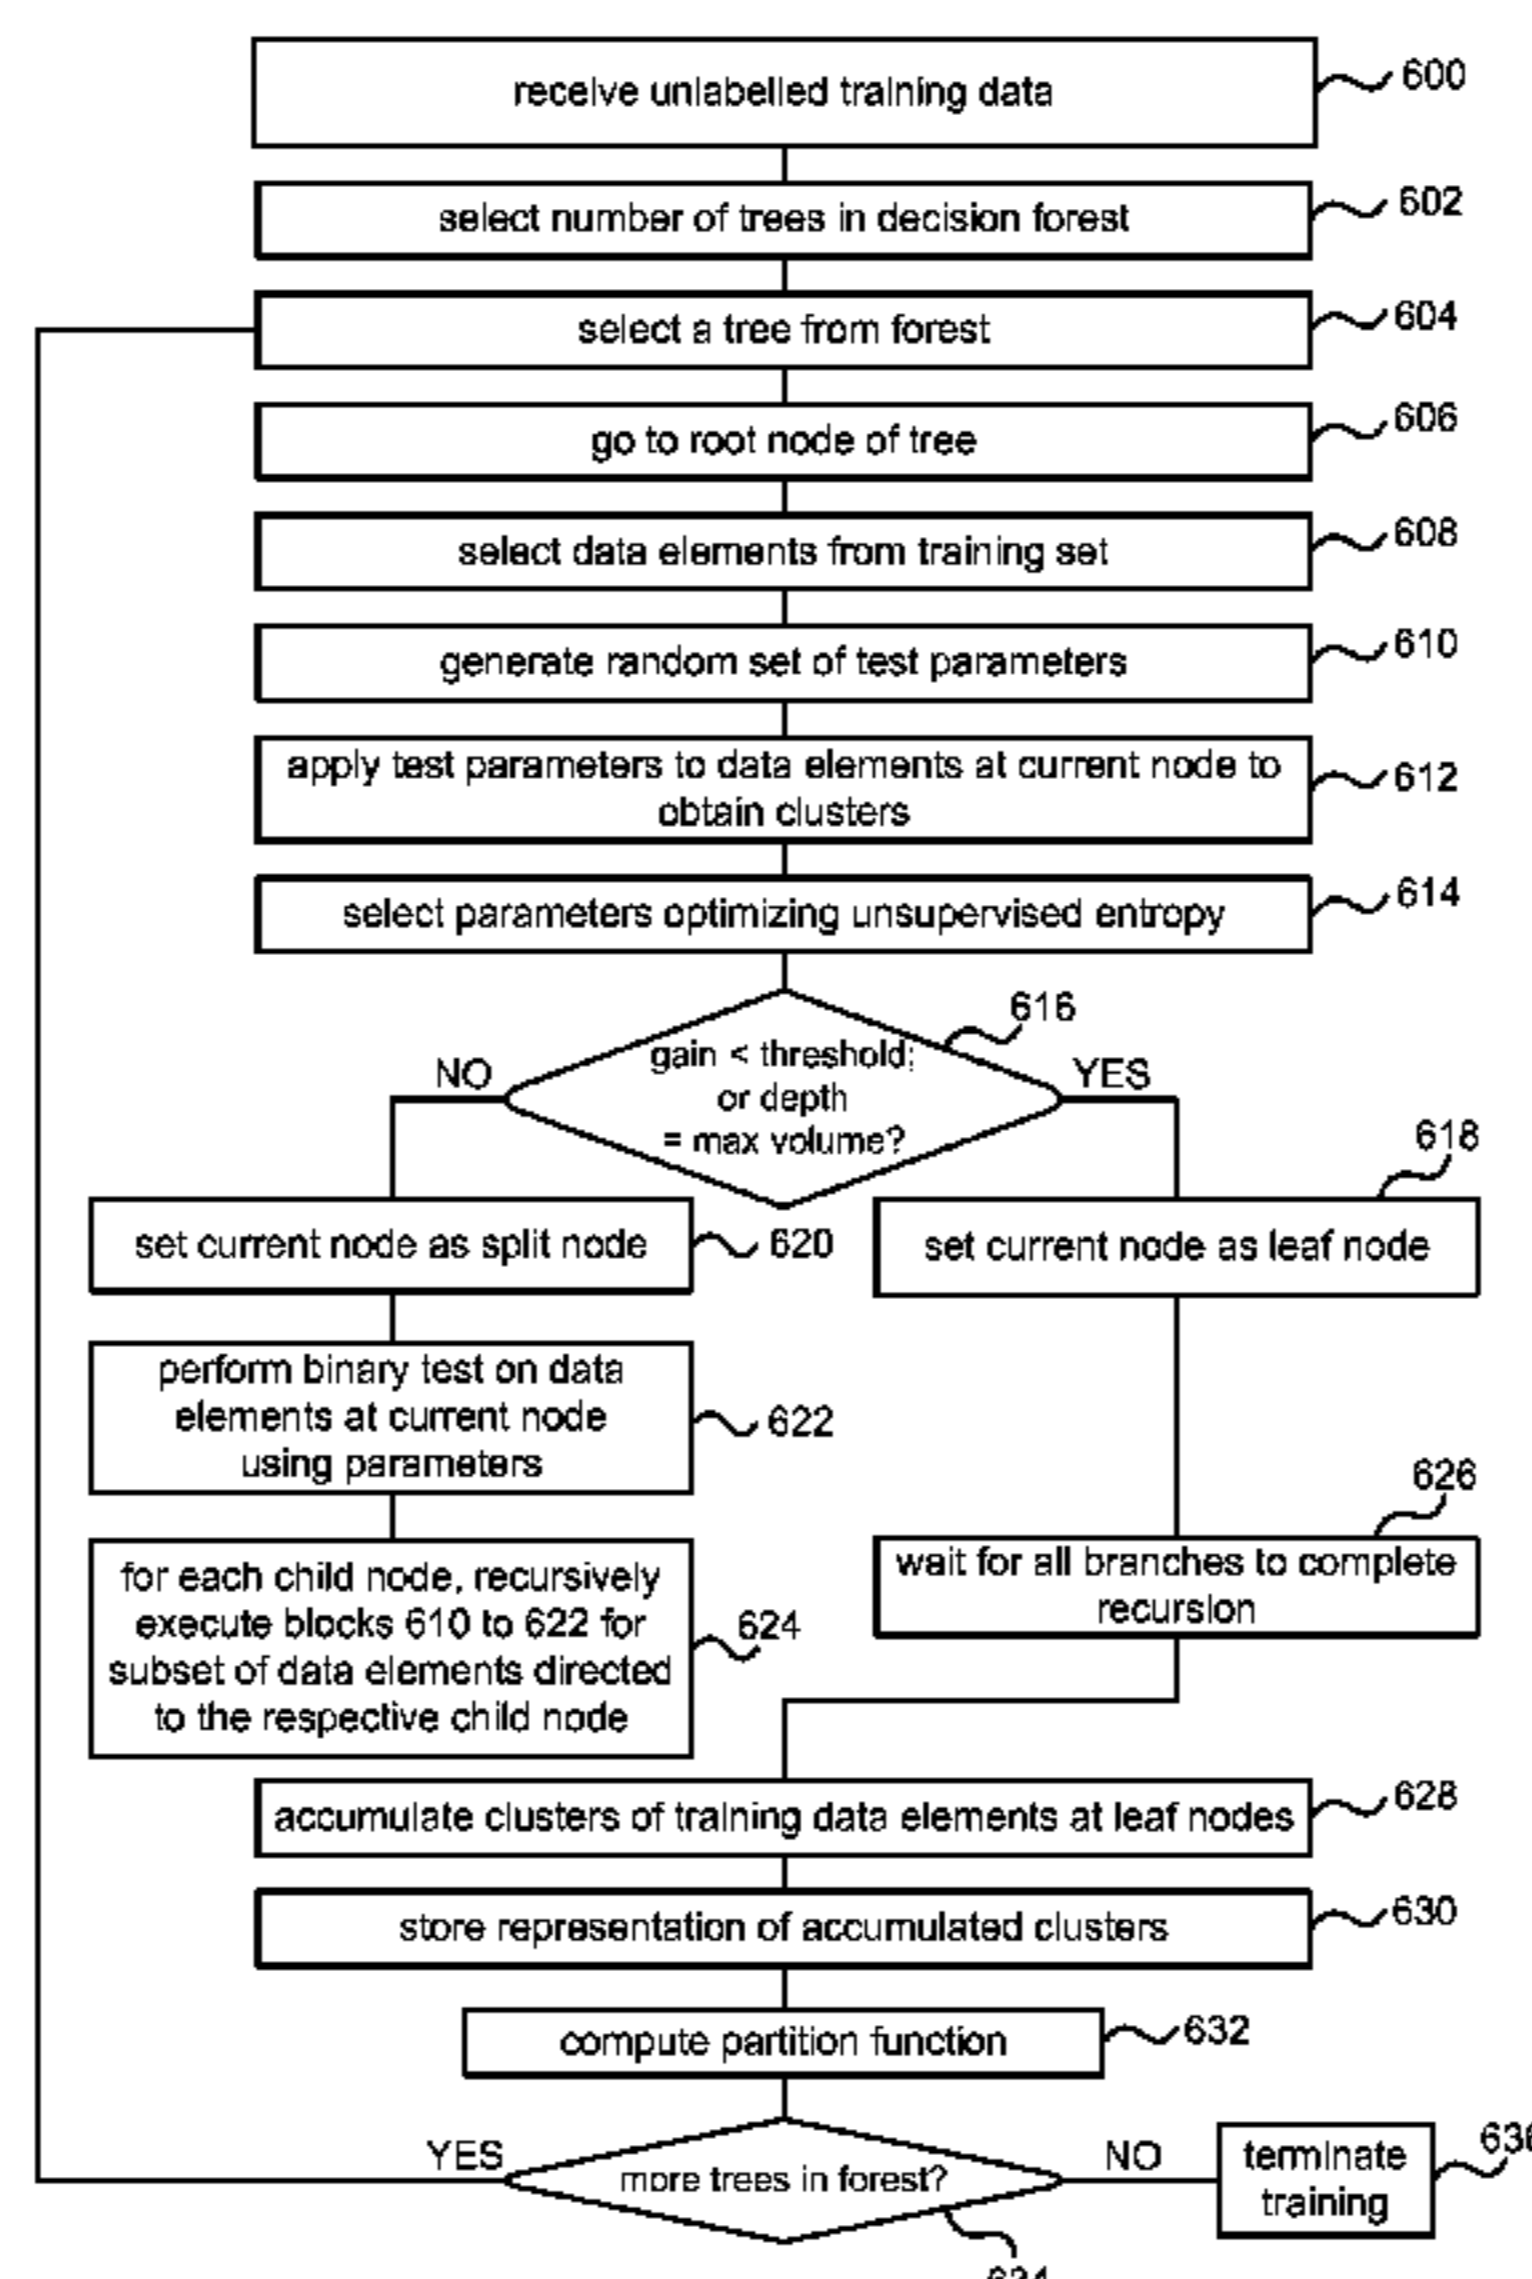 receive unlabelled training data
600
select number of trees in decision forest
602
select a tree from forest
604
go to root node of tree
606
select data elements from training set
608
generate random set of test parameters
610
apply test parameters to data elements at current node to
obtain clusters
612
select parameters optimizing unsupervised entropy
614
616
gain < threshold;
or depth
= max volume?
NO
YES
618
set current node as split node
620
set current node as leaf node
perform binary test on data
elements at current node
using parameters
622
626
wait for all branches to complete
recursion
for each child node, recursively
execute blocks 610 to 622 for
subset of data elements directed
to the respective child node
624
accumulate clusters of training data elements at leaf nodes
628
store representation of accumulated clusters
630
compute partition function
632
YES
more trees in forest?
NO
terminate
training
636
634